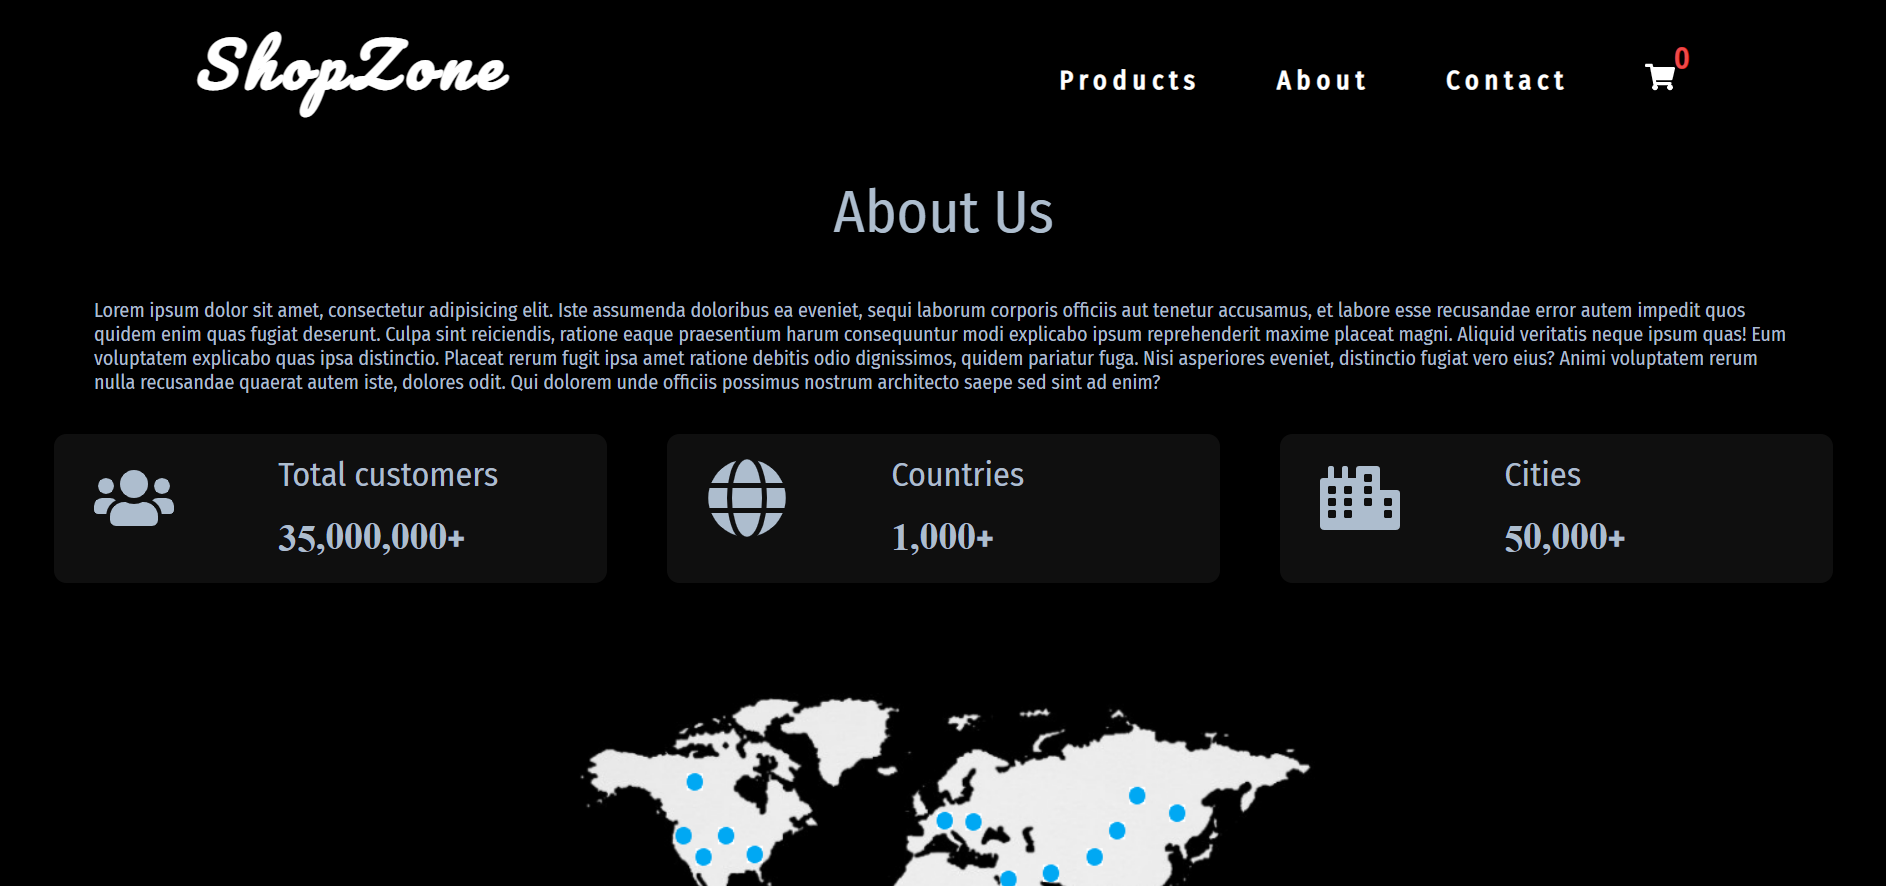 ShopZone
Products About Contact 0
About Us
Lorem ipsum dolor sit amet, consectetur adipisicing elit. Iste assumenda doloribus ea eveniet, sequi laborum corporis officiis aut tenetur accusamus, et labore esse recusandae error autem impedit quos
quidem enim quas fugiat deserunt. Culpa sint reiciendis, ratione eaque praesentium harum consequuntur modi explicabo ipsum reprehenderit maxime placeat magni. Aliquid veritatis neque ipsum quas! Eum
voluptatem explicabo quas ipsa distinctio. Placeat rerum fugit ipsa amet ratione debitis odio dignissimos, quidem pariatur fuga. Nisi asperiores eveniet, distinctio fugiat vero eius? Animi voluptatem rerum
nulla recusandae quaerat autem iste, dolores odit. Qui dolorem unde officiis possimus nostrum architecto saepe sed sint ad enim?
Total customers
35,000,000+
Countries
1,000+
Cities
50,000+